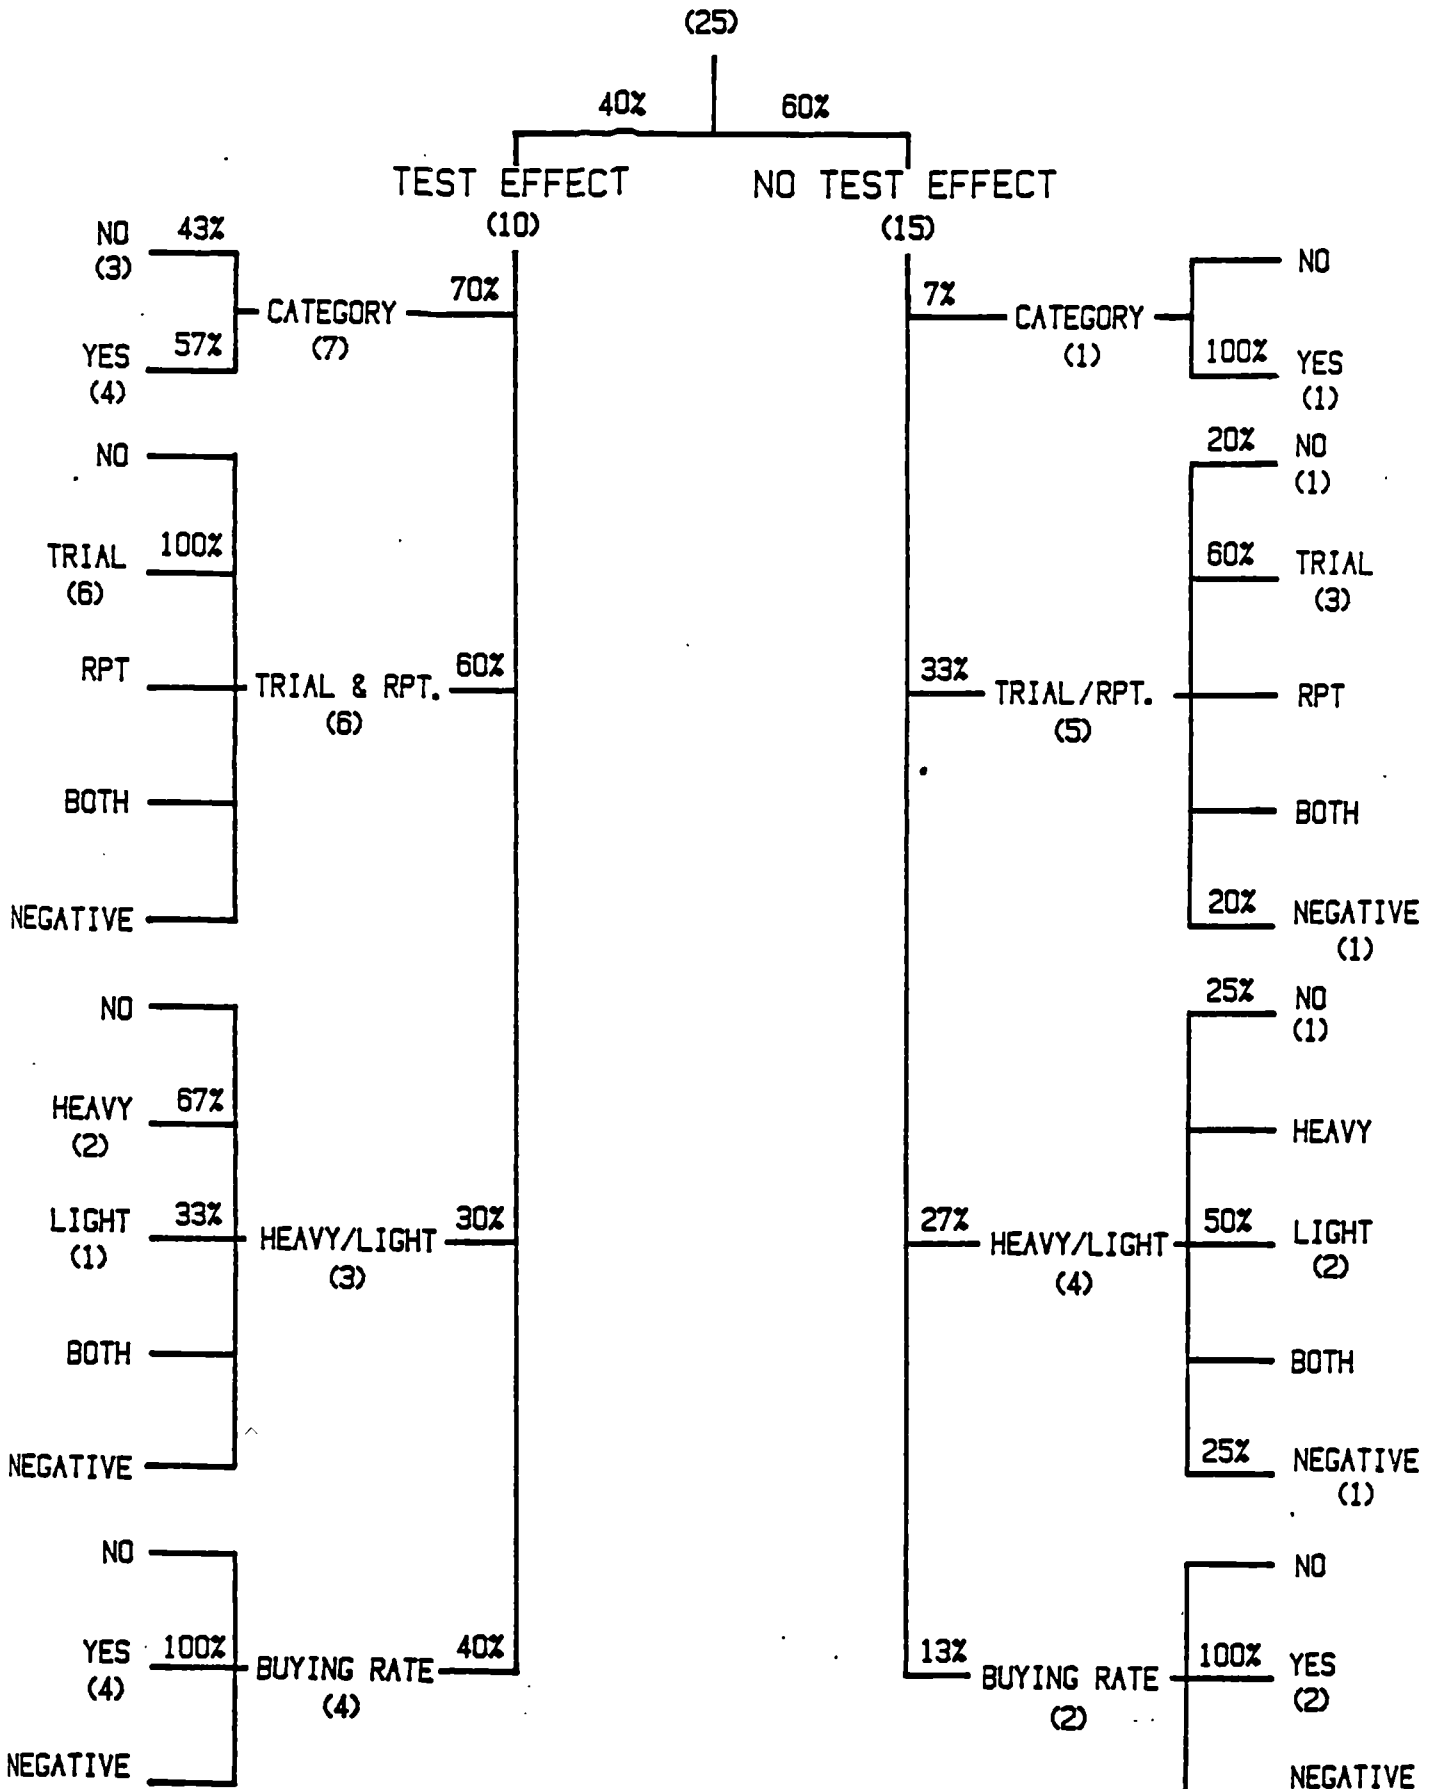 (25)
40% 60%
TEST EFFECT NO TEST EFFECT
(10) (15)
NO 43%
(3)
70%
CATEGORY
(7)
YES 57%
(4)
NO
TRIAL 100%
(6)
RPT
TRIAL & RPT. 60%
(6)
BOTH
NEGATIVE
NO
HEAVY 67%
(2)
LIGHT 33%
(1)
HEAVY/LIGHT 30%
(3)
BOTH
NEGATIVE
NO
YES 100%
(4)
BUYING RATE 40%
(4)
NEGATIVE
NO
7% CATEGORY
(1)
100% YES
(1)
20% NO
(1)
60% TRIAL
(3)
33% TRIAL/RPT.
(5)
RPT
BOTH
20% NEGATIVE
(1)
25% NO
(1)
HEAVY
27% HEAVY/LIGHT
(4)
50% LIGHT
(2)
BOTH
25% NEGATIVE
(1)
NO
13% BUYING RATE
(2)
100% YES
(2)
NEGATIVE